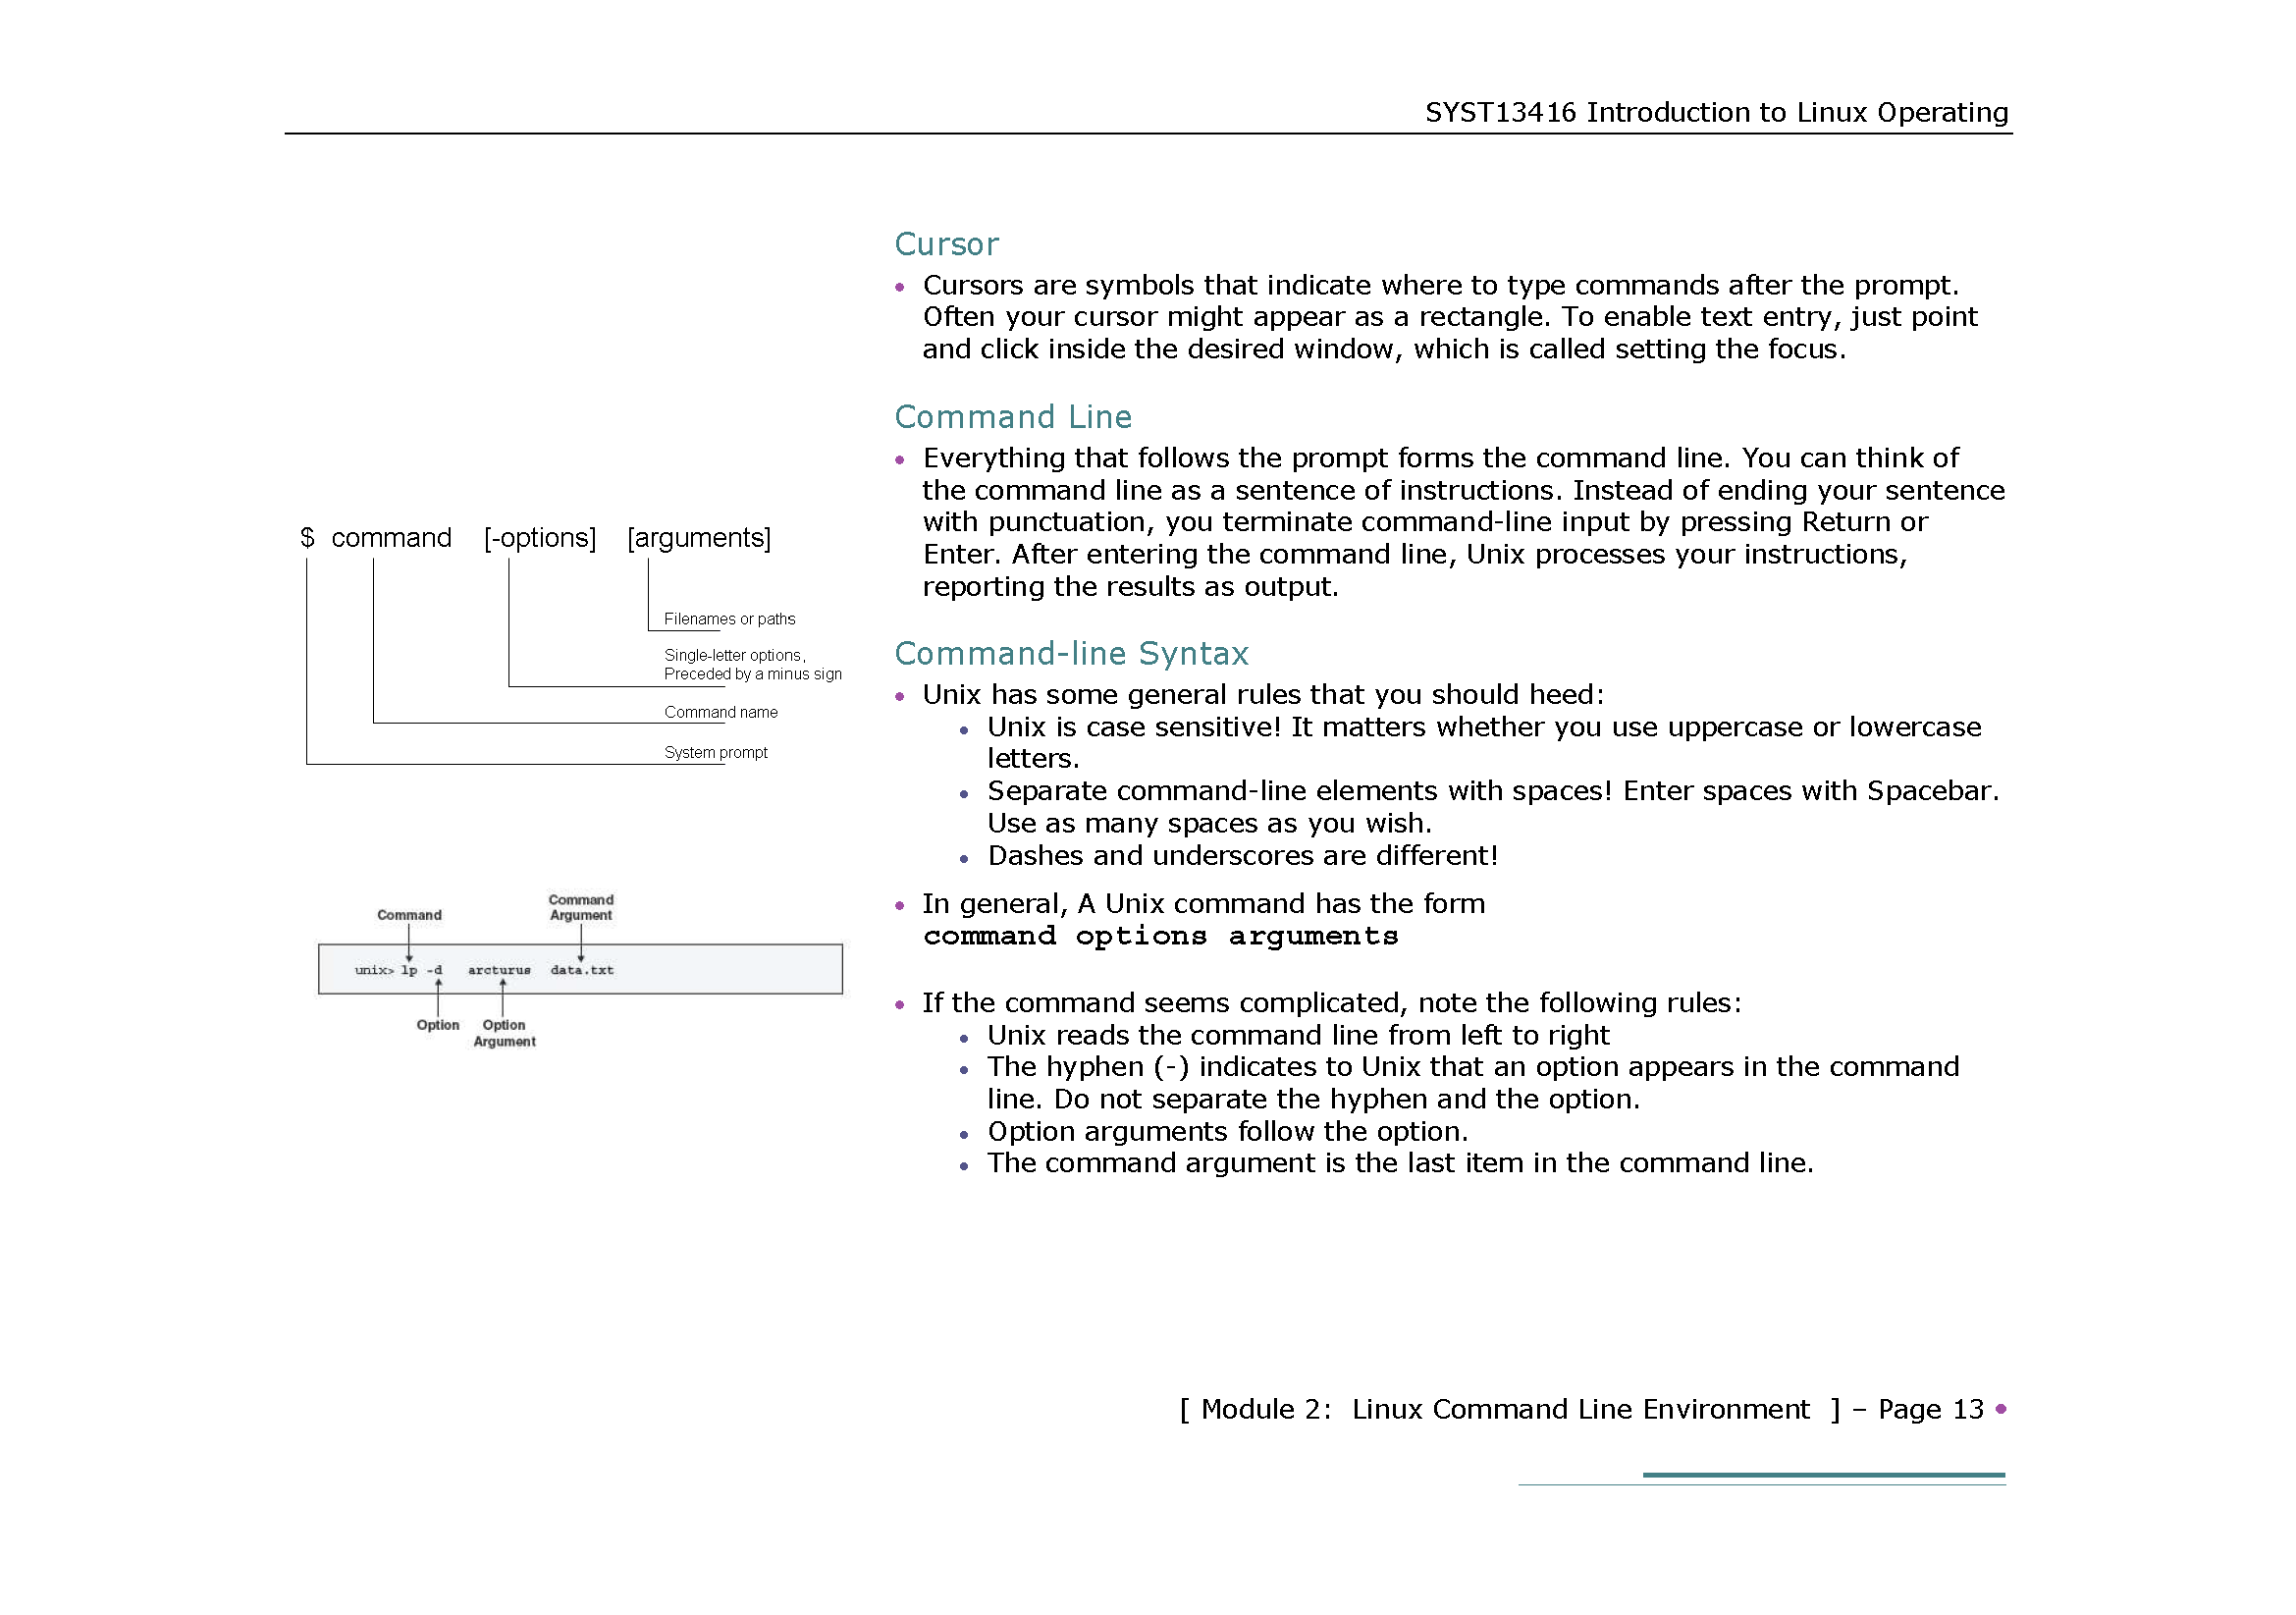 SYST13416 Introduction to Linux Operating
$ command [-options] [arguments]
Filenames or paths
Single-letter options,
Preceded by a minus sign
Command name
System prompt
Command
Command
Argument
unix> lp -d arcturus data.txt
Option
Option
Argument
Cursor
• Cursors are symbols that indicate where to type commands after the prompt.
Often your cursor might appear as a rectangle. To enable text entry, just point
and click inside the desired window, which is called setting the focus.
Command Line
• Everything that follows the prompt forms the command line. You can think of
the command line as a sentence of instructions. Instead of ending your sentence
with punctuation, you terminate command-line input by pressing Return or
Enter. After entering the command line, Unix processes your instructions,
reporting the results as output.
Command-line Syntax
• Unix has some general rules that you should heed:
• Unix is case sensitive! It matters whether you use uppercase or lowercase
letters.
• Separate command-line elements with spaces! Enter spaces with Spacebar.
Use as many spaces as you wish.
• Dashes and underscores are different!
• In general, A Unix command has the form
command options arguments
• If the command seems complicated, note the following rules:
• Unix reads the command line from left to right
• The hyphen (-) indicates to Unix that an option appears in the command
line. Do not separate the hyphen and the option.
• Option arguments follow the option.
• The command argument is the last item in the command line.
[ Module 2: Linux Command Line Environment ] – Page 13 •